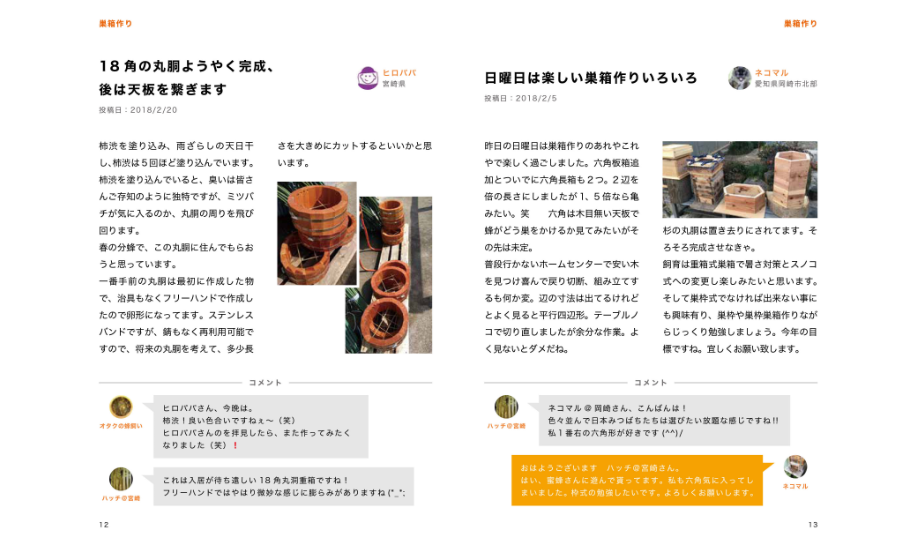 巣箱作り
18 角の丸胴ようやく完成、
後は天板を繋ぎます
投稿日：2018/2/20
ヒロパパ
宮崎県
柿渋を塗り込み、雨ざらしの天日干
し､柿渋は５回ほど塗り込んでいます。
柿渋を塗り込んでいると、臭いは皆さ
んご存知のように独特ですが、ミツバ
チが気に入るのか、丸胴の周りを飛び
回ります。
春の分蜂で、この丸胴に住んでもらお
うと思っています。
一番手前の丸胴は最初に作成した物
で、治具もなくフリーハンドで作成し
たので卵形になってます。ステンレス
バンドですが、錆もなく再利用可能で
すので、将来の丸胴を考えて、多少長
さを大きめにカットするといいかと思
います。
コメント
オタクの蜂飼い
ヒロパパさん、今晩は。
柿渋！良い色合いですねぇ〜（笑）
ヒロパパさんのを拝見したら、また作ってみたく
なりました（笑）！
ハッチ＠宮崎
これは入居が待ち遠しい 18 角丸洞重箱ですね！
フリーハンドではやはり微妙な感じに膨らみがありますね (*_*;
12
巣箱作り
日曜日は楽しい巣箱作りいろいろ
投稿日：2018/2/5
ネコマル
愛知県岡崎市北部
昨日の日曜日は巣箱作りのあれやこれ
やで楽しく過ごしました。六角板箱追
加とついでに六角長箱も２つ。２辺を
倍の長さにしましたが１、５倍なら亀
みたい。笑　　六角は木目無い天板で
蜂がどう巣をかけるか見てみたいがそ
の先は未定。
普段行かないホームセンターで安い木
を見つけ喜んで戻り切断、組み立てす
るも何か変。辺の寸法は出てるけれど
とよく見ると平行四辺形。テーブルノ
コで切り直しましたが余分な作業。よ
く見ないとダメだね。
杉の丸胴は置き去りにされてます。そ
ろそろ完成させなきゃ。
飼育は重箱式巣箱で暑さ対策とスノコ
式への変更し楽しみたいと思います。
そして巣枠式でなければ出来ない事に
も興味有り、巣枠や巣枠巣箱作りなが
らじっくり勉強しましょう。今年の目
標ですね。宜しくお願い致します。
コメント
ハッチ＠宮崎
ネコマル @ 岡崎さん、こんばんは！
色々並んで日本みつばちたちは選びたい放題な感じですね!!
私１番右の六角形が好きです (^^)/
おはようございます　ハッチ＠宮崎さん。
はい、蜜蜂さんに遊んで貰ってます。私も六角気に入ってし
まいました。枠式の勉強したいです。よろしくお願いします。
ネコマル
13